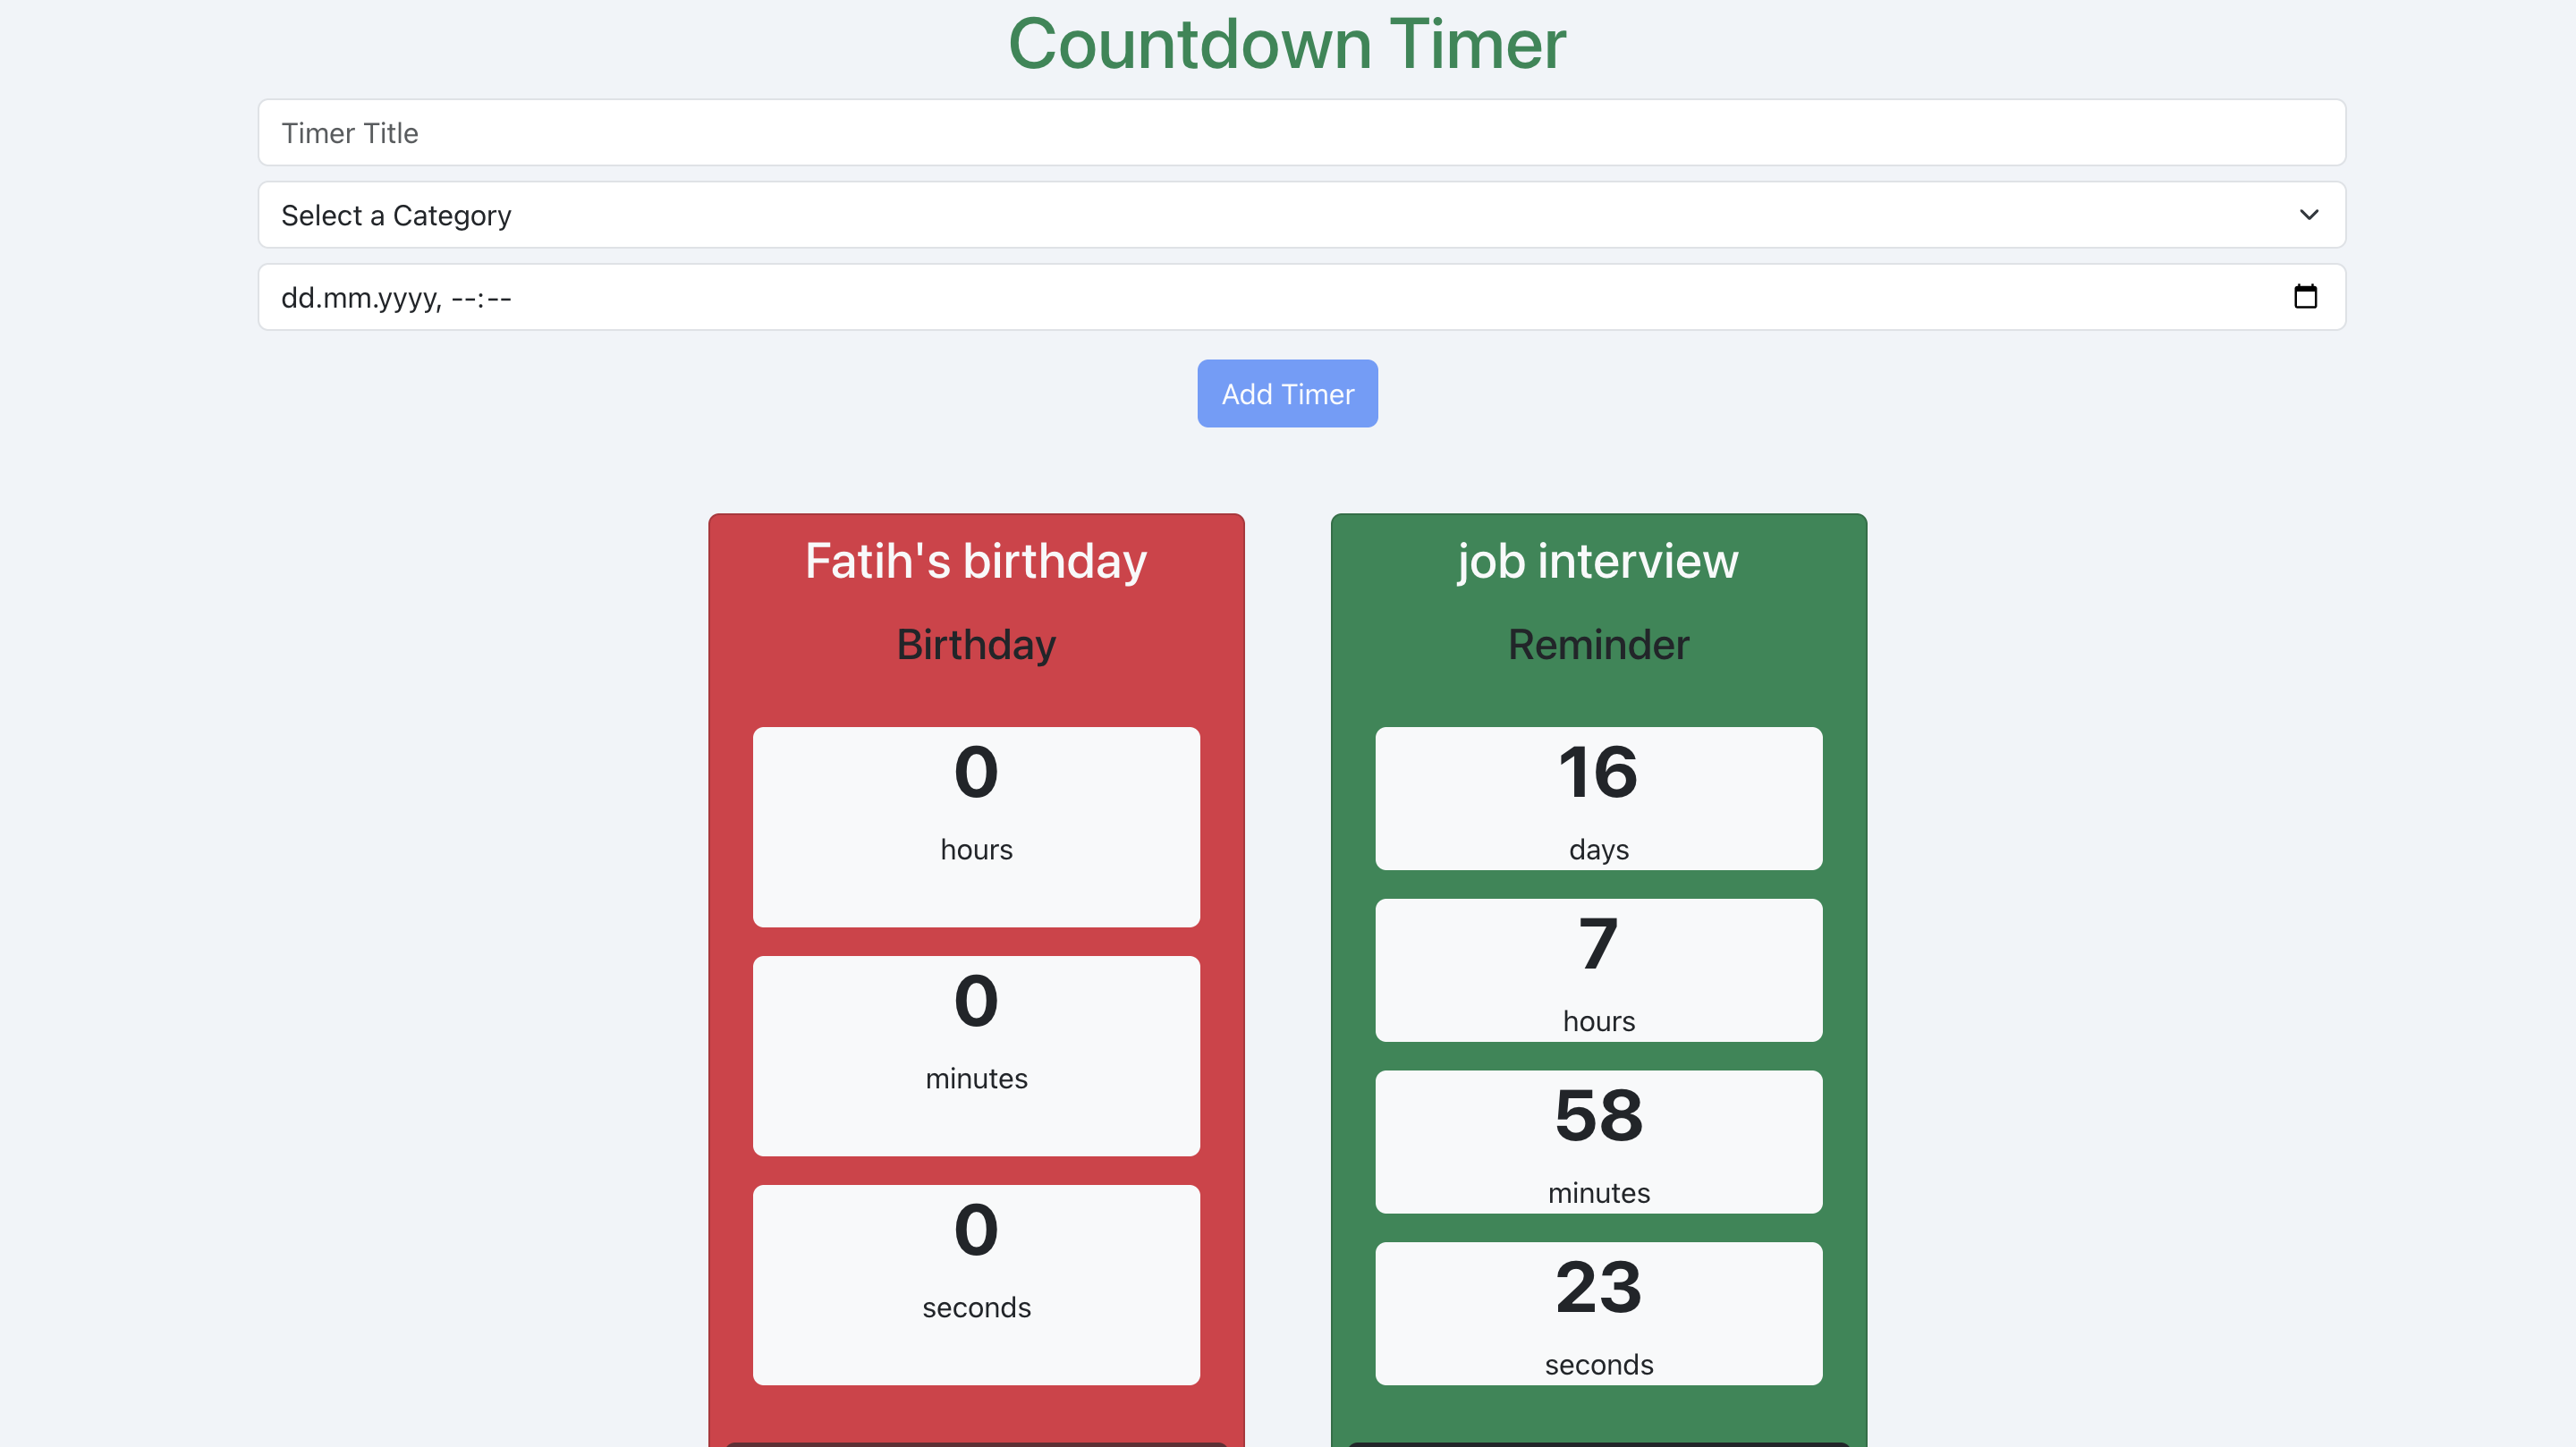 Countdown Timer
Timer Title
Select a Category
dd.mm.yyyy, --:--
Add Timer
Fatih's birthday
Birthday
0
hours
0
minutes
0
seconds
job interview
Reminder
16
days
7
hours
58
minutes
23
seconds